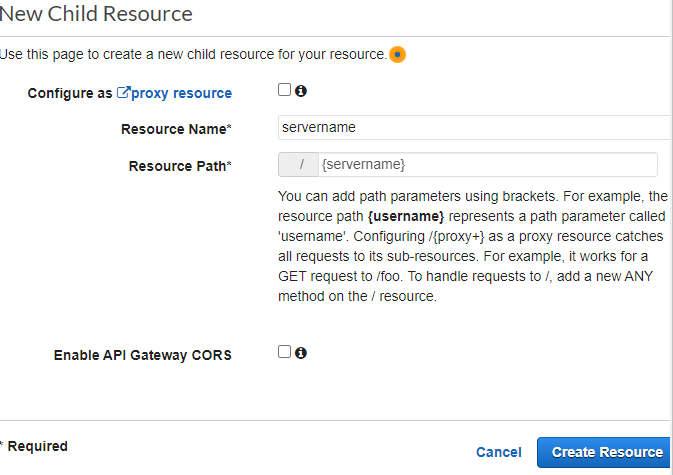 New Child Resource
Use this page to create a new child resource for your resource.
Configure as proxy resource
Resource Name*
servername
Resource Path*
/ {servername}
You can add path parameters using brackets. For example, the
resource path {username} represents a path parameter called
'username'. Configuring /{proxy+} as a proxy resource catches
all requests to its sub-resources. For example, it works for a
GET request to /foo. To handle requests to /, add a new ANY
method on the / resource.
Enable API Gateway CORS
* Required
Cancel
Create Resource